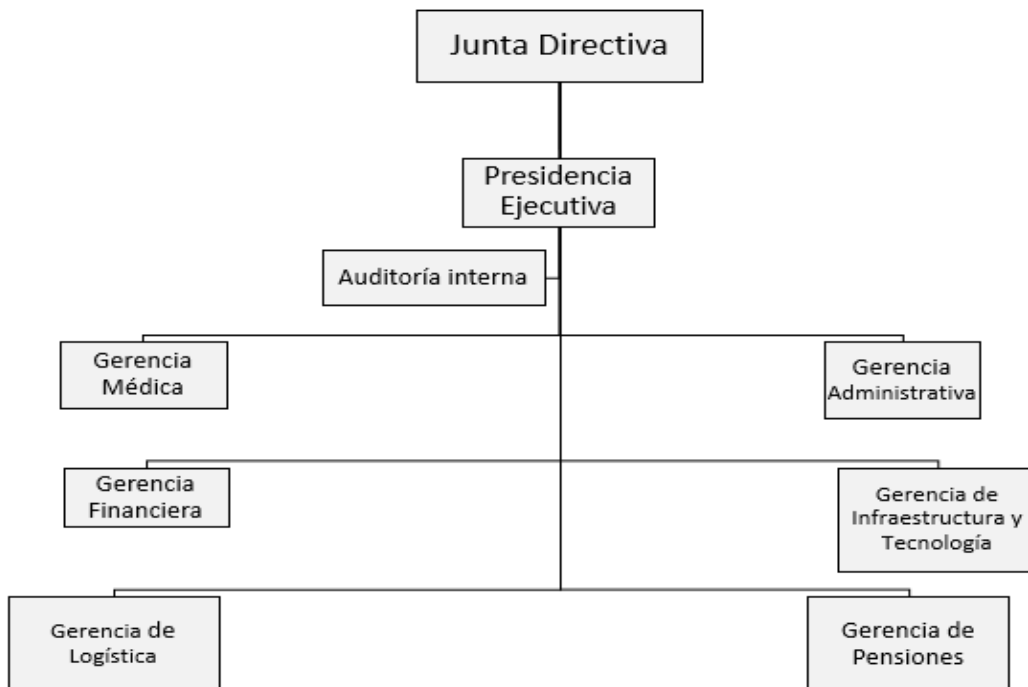 Junta Directiva
Presidencia
Ejecutiva
Auditoría interna
Gerencia
Médica
Gerencia
Administrativa
Gerencia
Financiera
Gerencia de
Infraestructura y
Tecnología
Gerencia de
Logística
Gerencia de
Pensiones